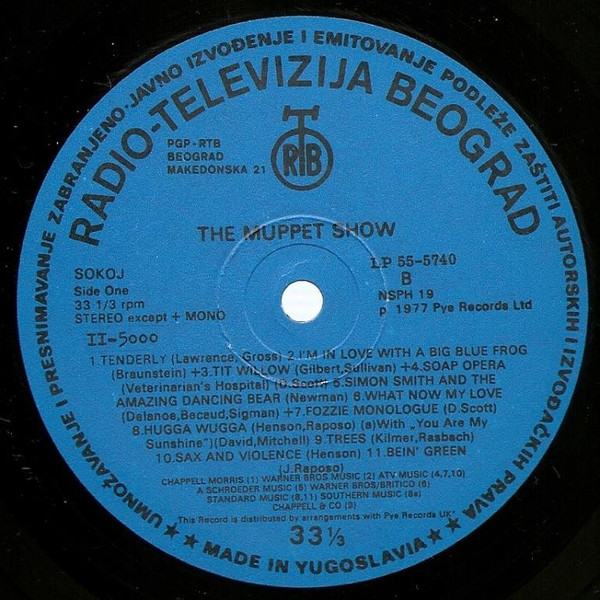 UMNOŽAVANJE I PRESNIMAVANJE ZABRANJENO-JAVNO IZVOĐENJE I EMITOVANJE PODLEŽE ZAŠTITI AUTORSKIH I IZVOĐAČKIH PRAVA
RADIO-TELEVIZIJA BEOGRAD
PGP-RTB
BEOGRAD
MAKEDONSKA 21
RTB
THE MUPPET SHOW
SOKOJ
Side One
33 1/3 rpm
STEREO except + MONO
II-5000
LP 55-5740
B
NSPH 19
p 1977 Pye Records Ltd
1.TENDERLY (Lawrence, Gross) 2.I'M IN LOVE WITH A BIG BLUE FROG
(Braunstein) +3.TIT WILLOW (Gilbert,Sullivan) +4.SOAP OPERA
(Veterinarian's Hospital) (D.Scott) 5.SIMON SMITH AND THE
AMAZING DANCING BEAR (Newman) 6.WHAT NOW MY LOVE
(Delanoe,Becaud,Sigman) +7.FOZZIE MONOLOGUE (D.Scott)
8.HUGGA WUGGA (Henson,Raposo) (a)With „You Are My
Sunshine"(a)(David,Mitchell) 9.TREES (Kilmer,Rasbach)
10.SAX AND VIOLENCE (Henson) 11.BEIN' GREEN
(J.Raposo)
CHAPPELL MORRIS (1) WARNER BROS MUSIC (2) ATV MUSIC (4,7,10)
A SCHROEDER MUSIC (5) WARNER BROS/BRITICO (6)
STANDARD MUSIC (8,11) SOUTHERN MUSIC (8a)
CHAPPELL & CO (9)
"This Record is distributed by arrangements with Pye Records UK"
33 ⅓
★ ★ MADE IN YUGOSLAVIA ★ ★